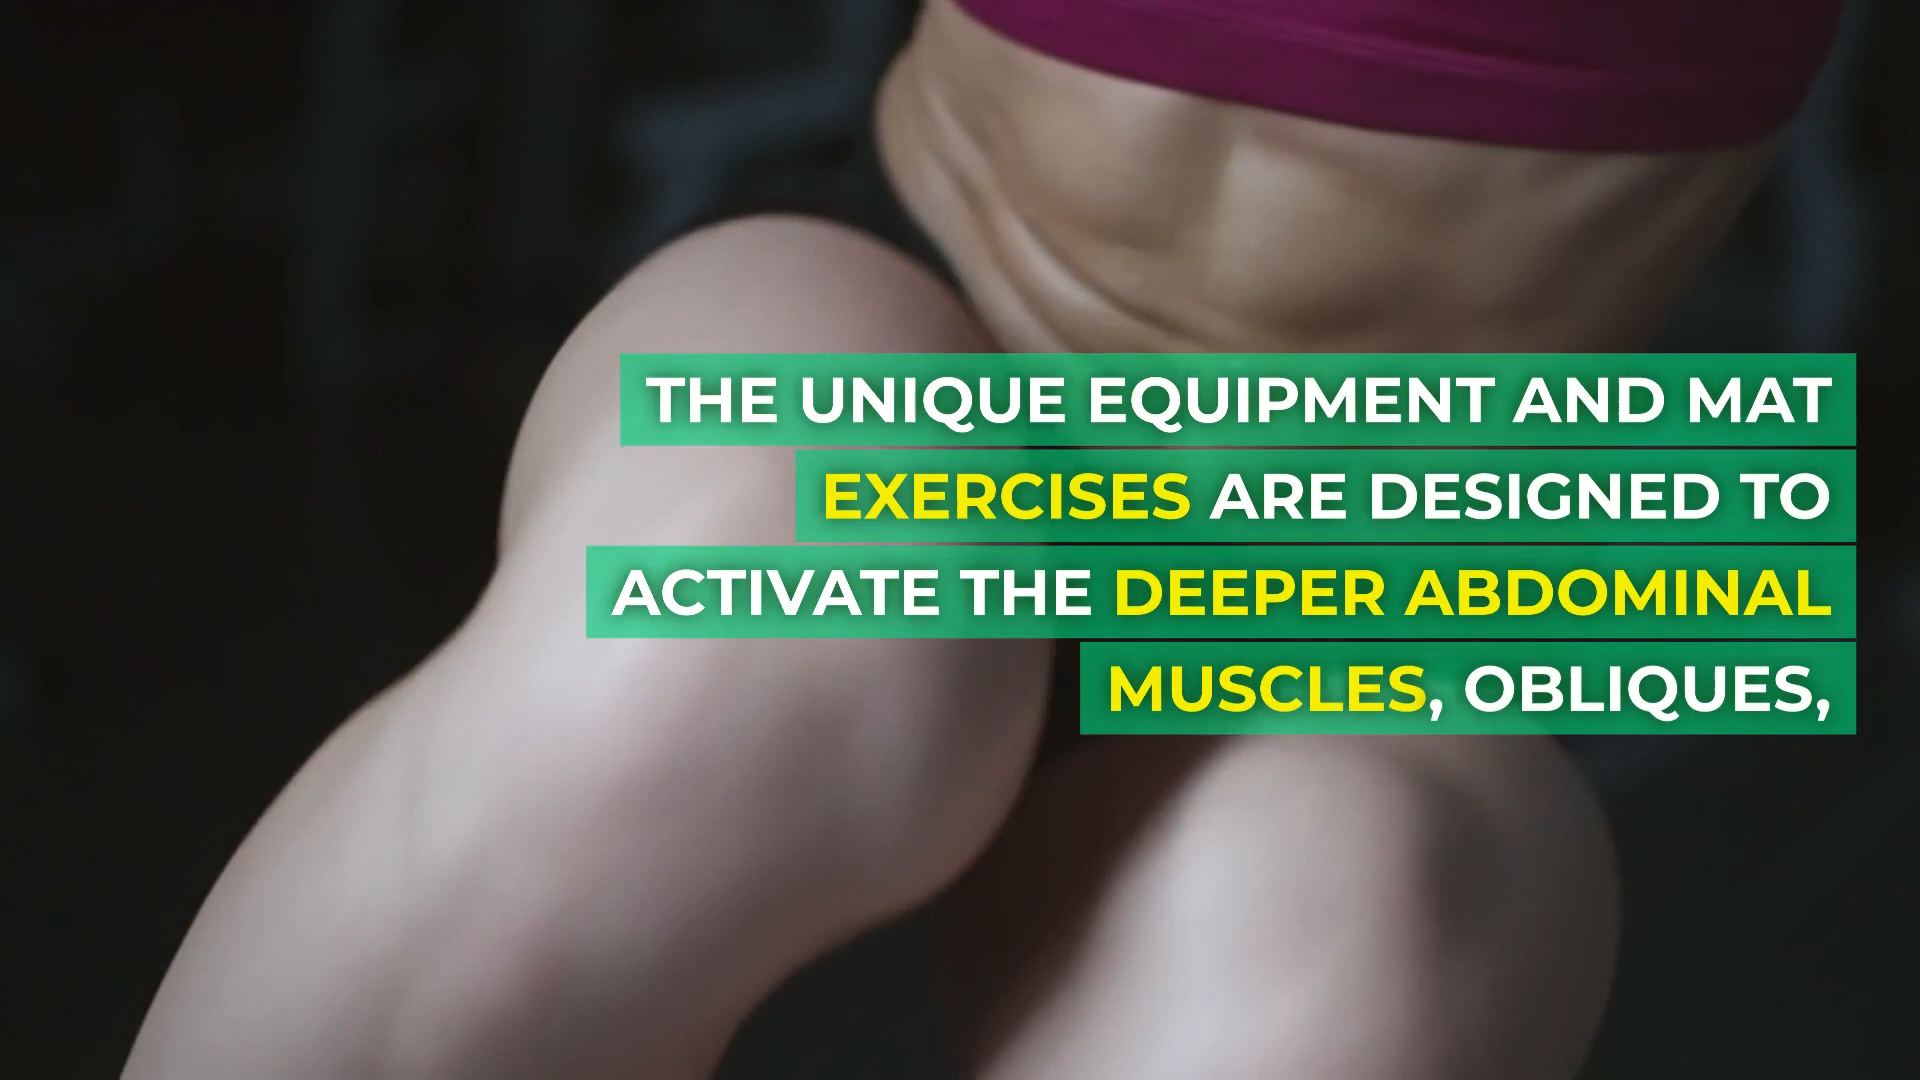 THE UNIQUE EQUIPMENT AND MAT
EXERCISES ARE DESIGNED TO
ACTIVATE THE DEEPER ABDOMINAL
MUSCLES, OBLIQUES,